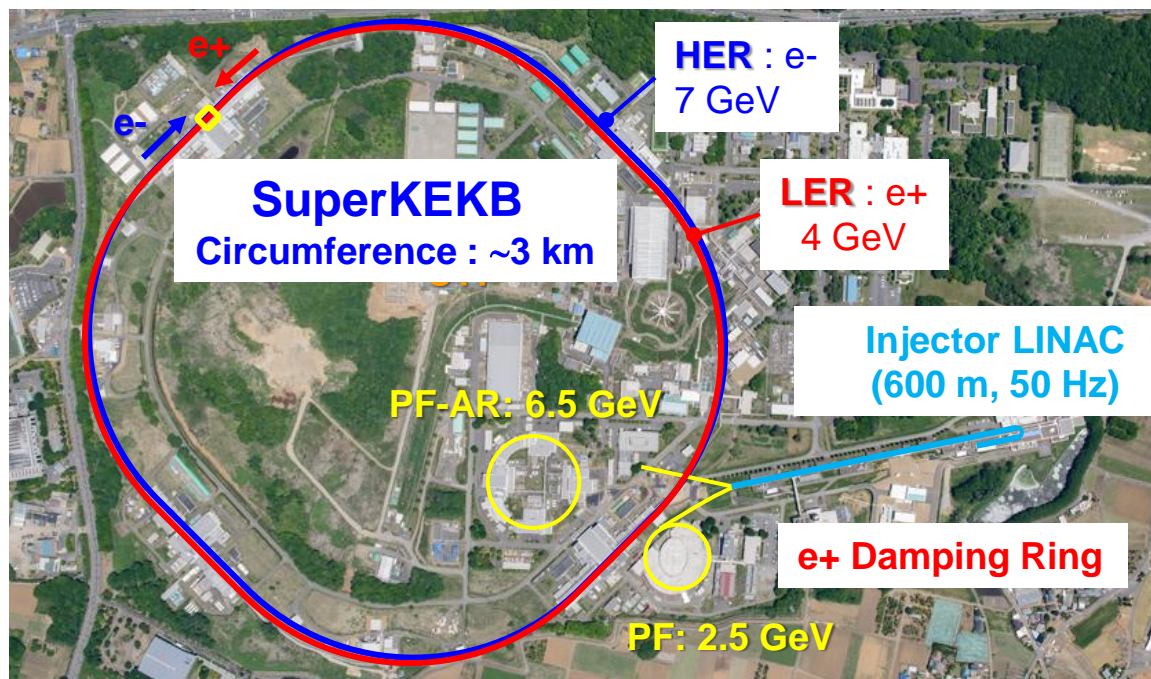 e+
e-
HER : e-
7 GeV
SuperKEKB
Circumference : ~3 km
LER : e+
4 GeV
Injector LINAC
(600 m, 50 Hz)
PF-AR: 6.5 GeV
e+ Damping Ring
PF: 2.5 GeV